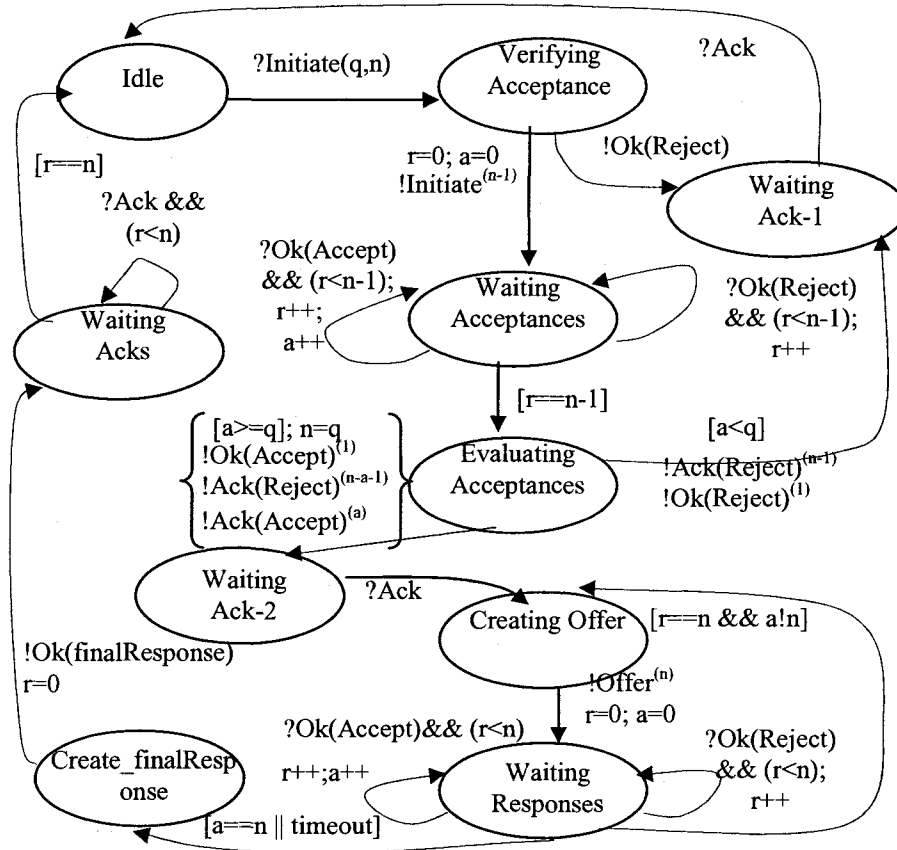 ?Ack
Idle
?Initiate(q,n)
Verifying
Acceptance
[r==n]
r=0; a=0
!Initiate(n-1)
!Ok(Reject)
Waiting
Ack-1
?Ack &&
(r<n)
?Ok(Accept)
&& (r<n-1);
r++;
a++
Waiting
Acceptances
?Ok(Reject)
&& (r<n-1);
r++
Waiting
Acks
[r==n-1]
[a>=q]; n=q
!Ok(Accept)(1)
!Ack(Reject)(n-a-1)
!Ack(Accept)(a)
Evaluating
Acceptances
[a<q]
!Ack(Reject)(n-1)
!Ok(Reject)(1)
Waiting
Ack-2
?Ack
Creating Offer
[r==n && a!n]
!Ok(finalResponse)
r=0
!Offer(n)
r=0; a=0
?Ok(Accept)&& (r<n)
r++;a++
Waiting
Responses
?Ok(Reject)
&& (r<n);
r++
Create_finalResp
onse
[a==n || timeout]